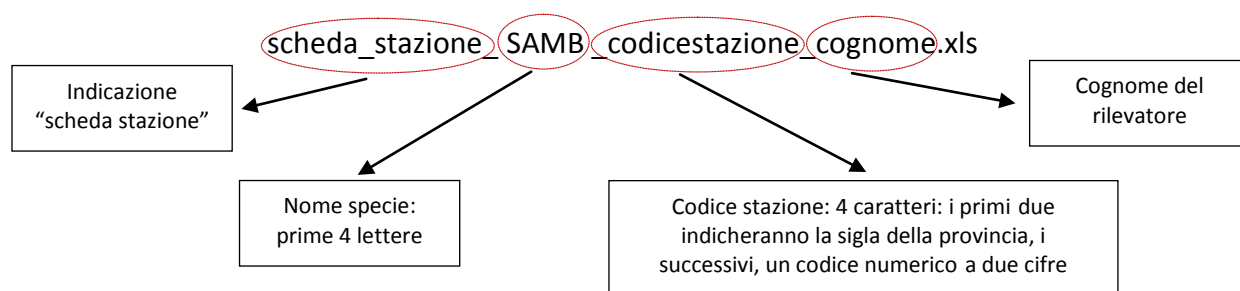 scheda_stazione_SAMB_codicestazione_cognome.xls
Indicazione
“scheda stazione”
Cognome del
rilevatore
Nome specie:
prime 4 lettere
Codice stazione: 4 caratteri: i primi due
indicheranno la sigla della provincia, i
successivi, un codice numerico a due cifre